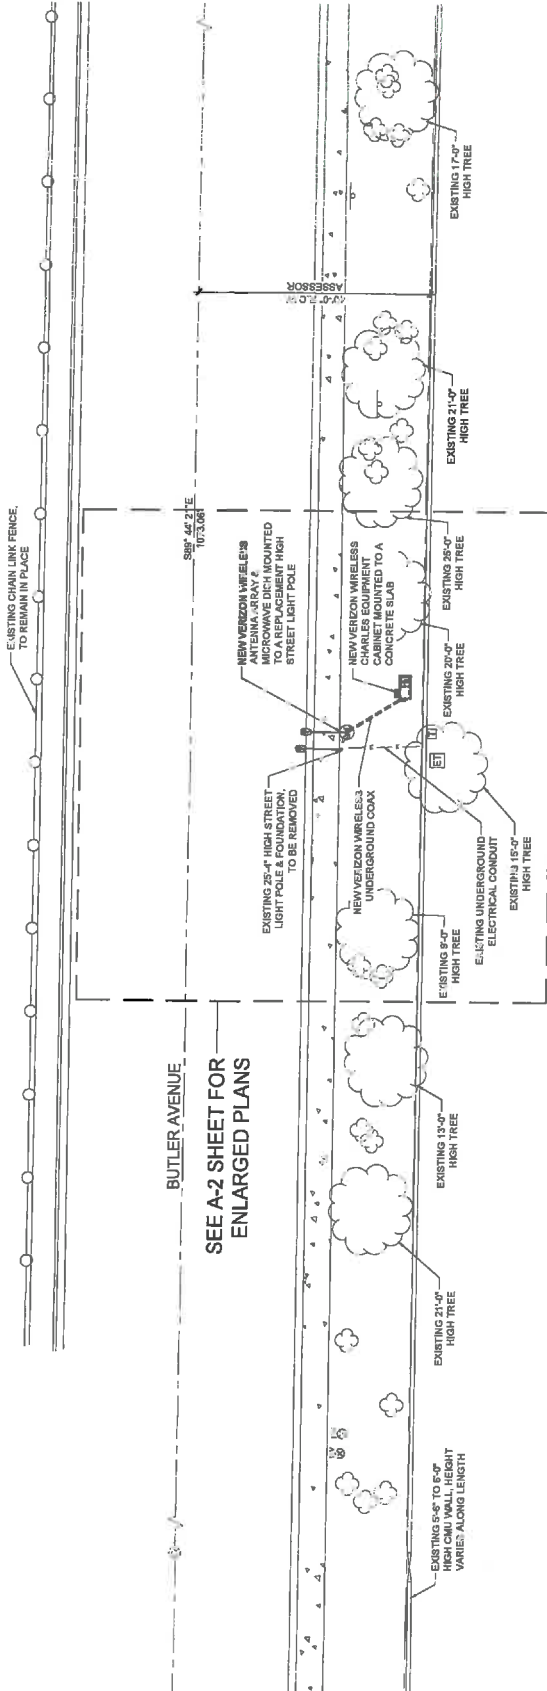 EXISTING CHAIN LINK FENCE,
TO REMAIN IN PLACE
EXISTING 17'-0"
HIGH TREE
ASSESSOR
EXISTING 21'-0"
HIGH TREE
1073.06'
NEW VERIZON WIRELESS
ANTENNA ARRAY &
MICROWAVE DICH MOUNTED
TO A REPLACEMENT HIGH
STREET LIGHT POLE
NEW VERIZON WIRELESS
CHARLES EQUIPMENT
CABINET MOUNTED TO A
CONCRETE SLAB
EXISTING 25'-0"
HIGH TREE
EXISTING 20'-0"
HIGH TREE
EXISTING 25'-4" HIGH STREET
LIGHT POLE & FOUNDATION,
TO BE REMOVED
NEW VERIZON WIRELESS
UNDERGROUND COAX
ET
EXISTING 15'-0"
HIGH TREE
EXISTING UNDERGROUND
ELECTRICAL CONDUIT
EXISTING 9'-0"
HIGH TREE
BUTLER AVENUE
SEE A-2 SHEET FOR
ENLARGED PLANS
EXISTING 13'-0"
HIGH TREE
EXISTING 21'-0"
HIGH TREE
EXISTING 5'-6" TO 6'-0"
HIGH CMU WALL, HEIGHT
VARIES ALONG LENGTH